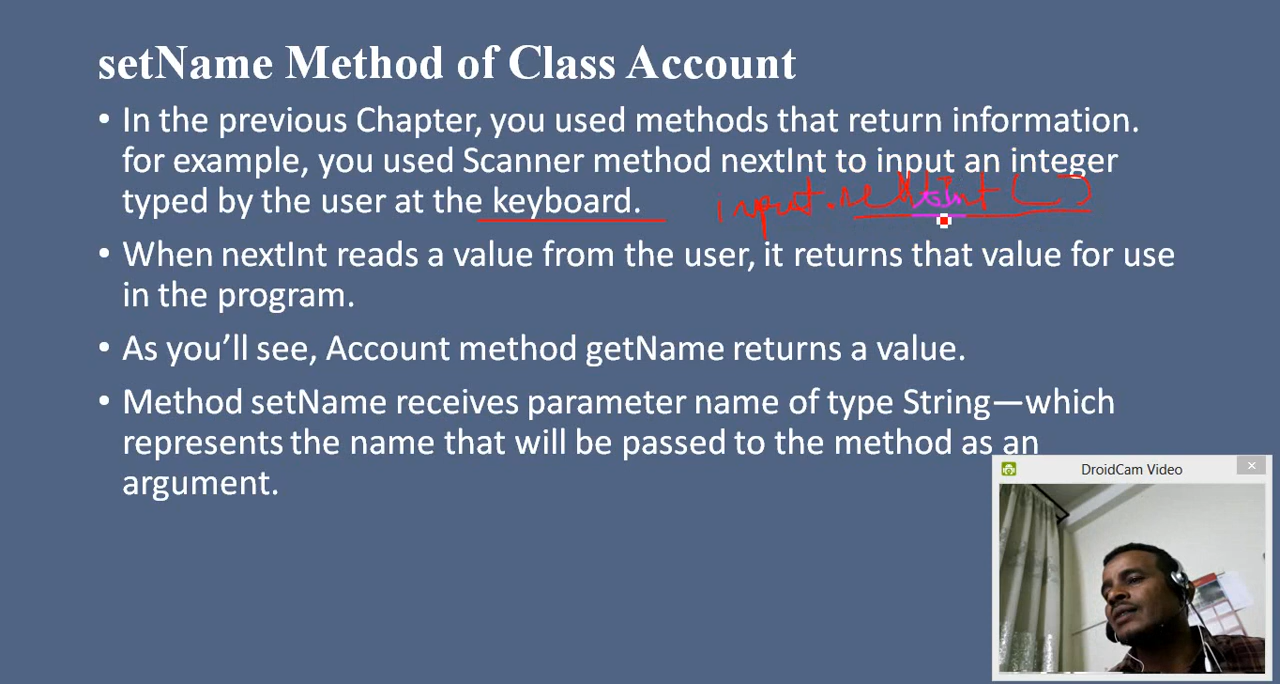 setName Method of Class Account
• In the previous Chapter, you used methods that return information.
for example, you used Scanner method nextInt to input an integer
typed by the user at the keyboard. input.nextInt ( )
• When nextInt reads a value from the user, it returns that value for use
in the program.
• As you’ll see, Account method getName returns a value.
• Method setName receives parameter name of type String—which
represents the name that will be passed to the method as an
argument.
DroidCam Video